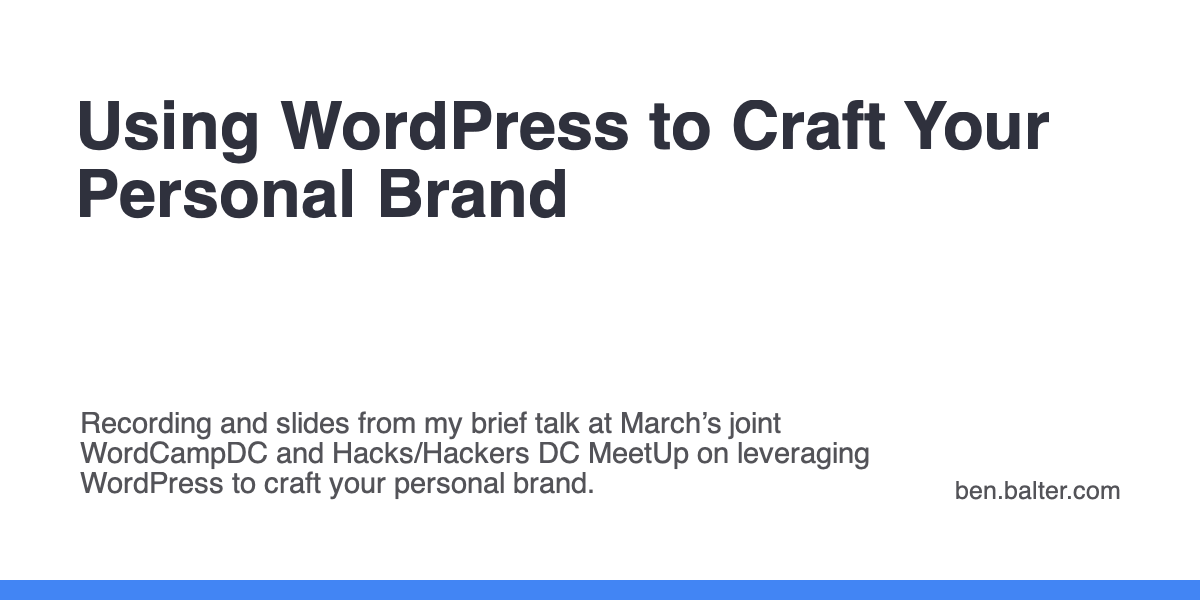 Using WordPress to Craft Your
Personal Brand
Recording and slides from my brief talk at March’s joint
WordCampDC and Hacks/Hackers DC MeetUp on leveraging
WordPress to craft your personal brand.
ben.balter.com